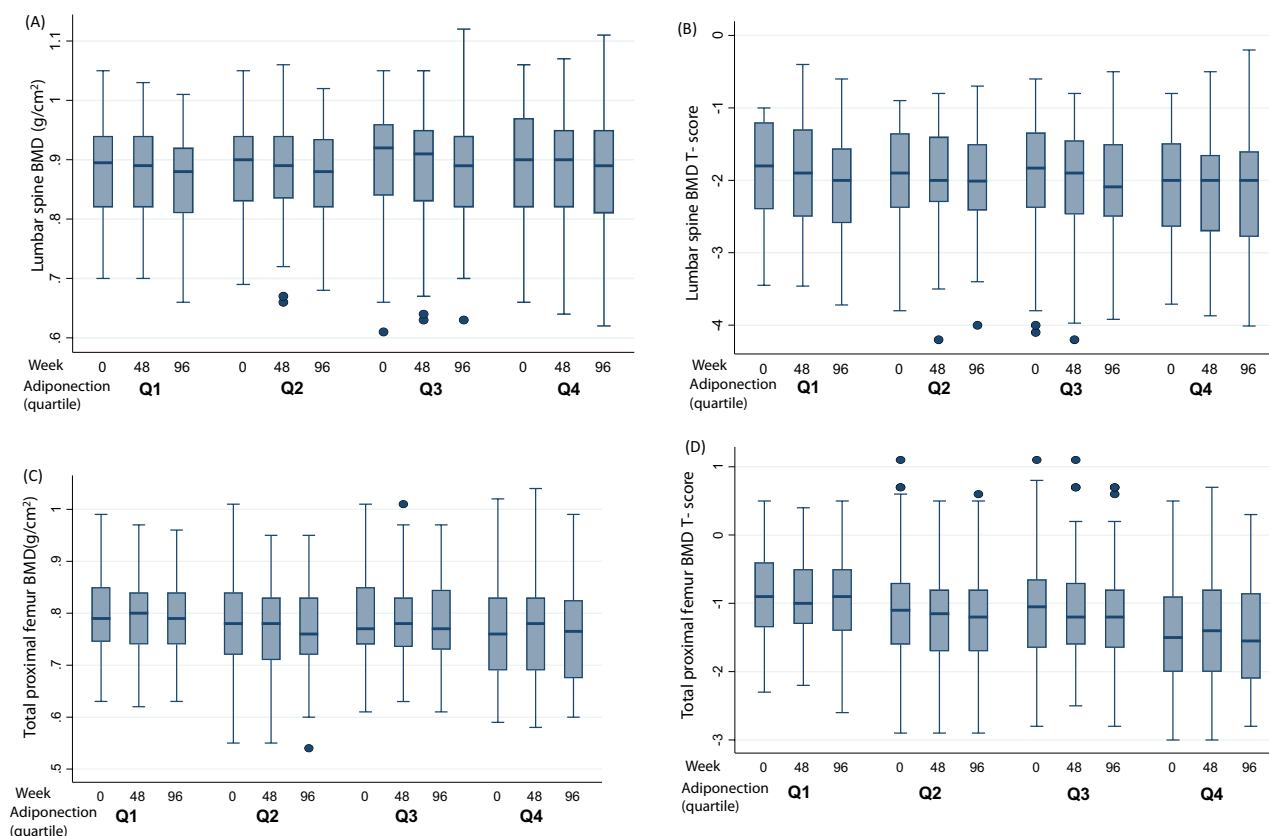 (A)
Lumbar spine BMD (g/cm²)
1.1
1
.9
.8
.7
.6
Week 0 48 96 0 48 96 0 48 96 0 48 96
Adiponection
(quartile)
Q1 Q2 Q3 Q4
(B)
Lumbar spine BMD T- score
0
-1
-2
-3
-4
Week 0 48 96 0 48 96 0 48 96 0 48 96
Adiponection
(quartile)
Q1 Q2 Q3 Q4
(C)
Total proximal femur BMD(g/cm²)
1
.9
.8
.7
.6
.5
Week 0 48 96 0 48 96 0 48 96 0 48 96
Adiponection
(quartile)
Q1 Q2 Q3 Q4
(D)
Total proximal femur BMD T- score
1
0
-1
-2
-3
Week 0 48 96 0 48 96 0 48 96 0 48 96
Adiponection
(quartile)
Q1 Q2 Q3 Q4